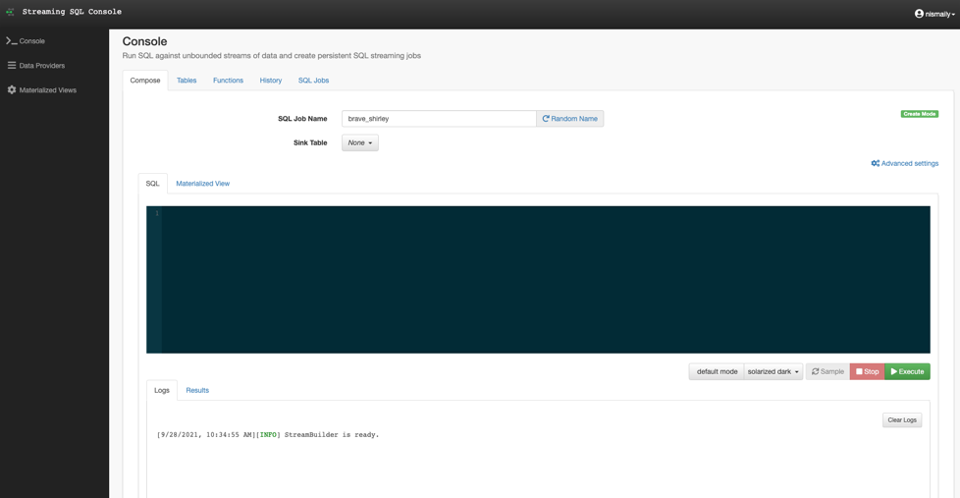 Streaming SQL Console
nismaily
Console
Data Providers
Materialized Views
Console
Run SQL against unbounded streams of data and create persistent SQL streaming jobs
Compose Tables Functions History SQL Jobs
SQL Job Name brave_shirley Random Name Create Mode
Sink Table None
Advanced settings
SQL Materialized View
1
default mode solarized dark Sample Stop Execute
Logs Results
Clear Logs
[9/28/2021, 10:34:55 AM][INFO] StreamBuilder is ready.